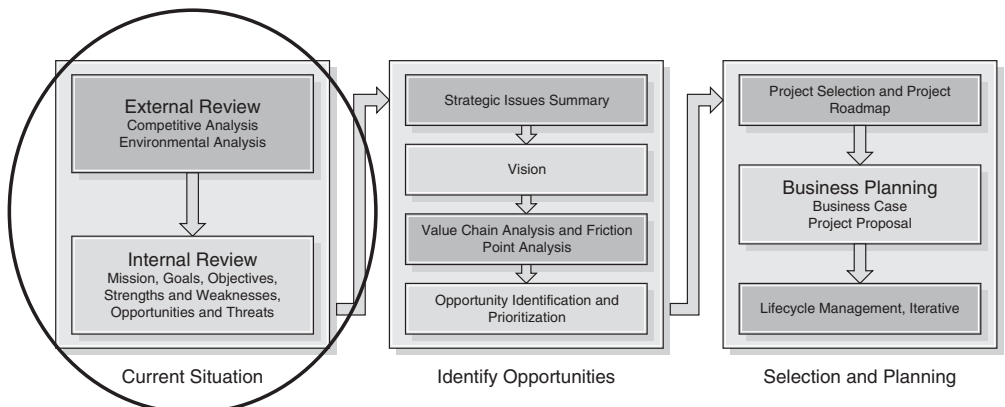 External Review
Competitive Analysis
Environmental Analysis
Internal Review
Mission, Goals, Objectives,
Strengths and Weaknesses,
Opportunities and Threats
Current Situation
Strategic Issues Summary
Vision
Value Chain Analysis and Friction
Point Analysis
Opportunity Identification and
Prioritization
Identify Opportunities
Project Selection and Project
Roadmap
Business Planning
Business Case
Project Proposal
Lifecycle Management, Iterative
Selection and Planning